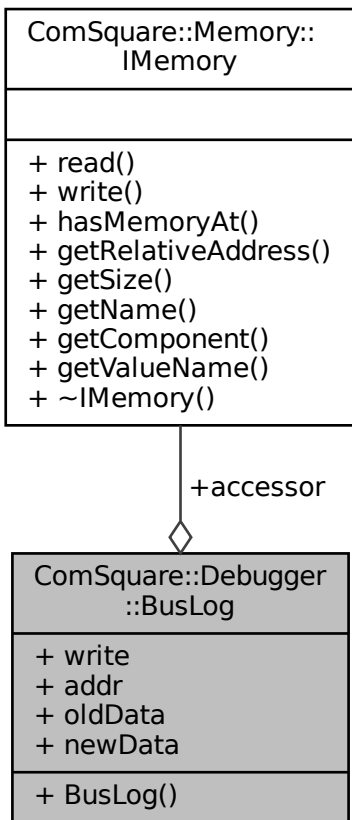 ComSquare::Memory::
IMemory
+ read()
+ write()
+ hasMemoryAt()
+ getRelativeAddress()
+ getSize()
+ getName()
+ getComponent()
+ getValueName()
+ ~IMemory()
+accessor
ComSquare::Debugger
::BusLog
+ write
+ addr
+ oldData
+ newData
+ BusLog()